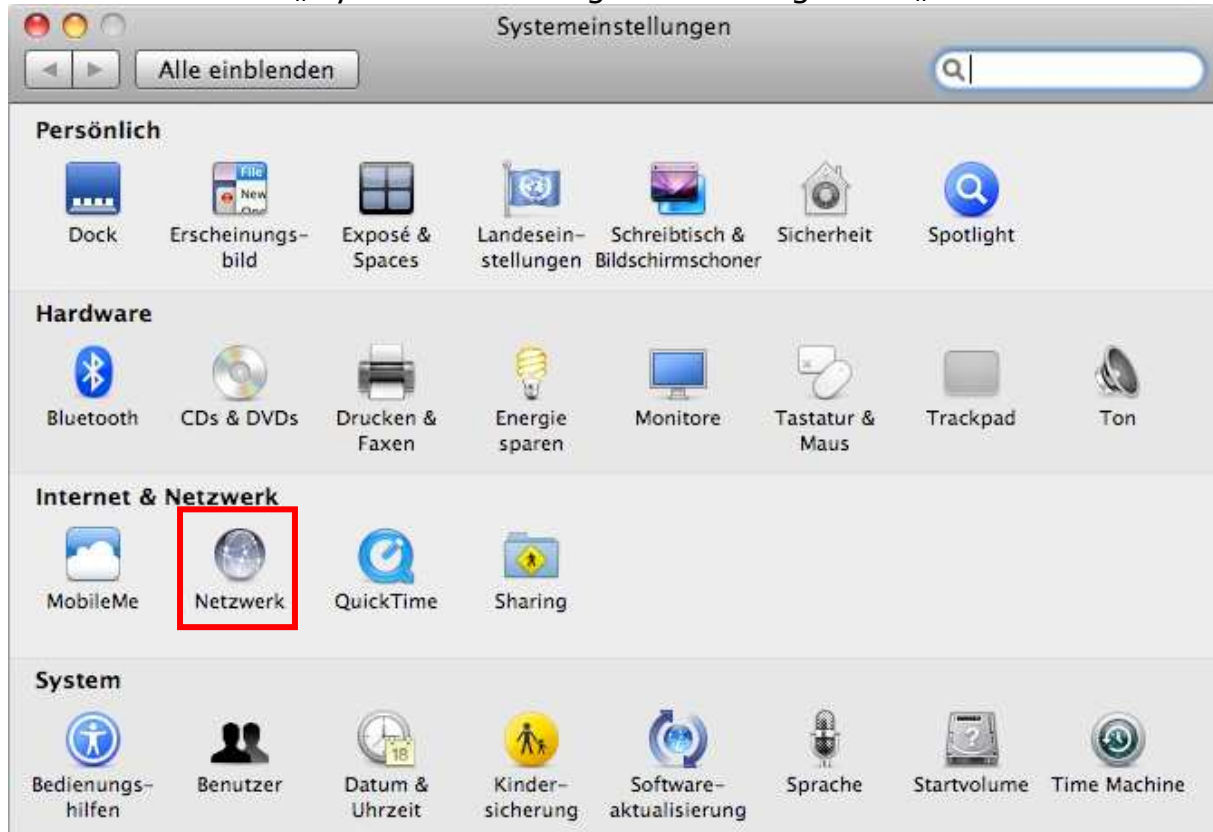 Systemeinstellungen
Alle einblenden
Persönlich
Dock
Erscheinungs-
bild
Exposé &
Spaces
Landesein-
stellungen
Schreibtisch &
Bildschirmschoner
Sicherheit
Spotlight
Hardware
Bluetooth
CDs & DVDs
Drucken &
Faxen
Energie
sparen
Monitore
Tastatur &
Maus
Trackpad
Ton
Internet & Netzwerk
MobileMe
Netzwerk
QuickTime
Sharing
System
Bedienungs-
hilfen
Benutzer
Datum &
Uhrzeit
18
Kinder-
sicherung
Software-
aktualisierung
Sprache
Startvolume
Time Machine